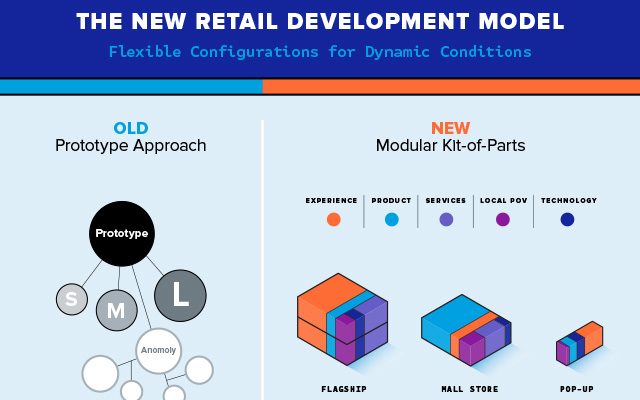 THE NEW RETAIL DEVELOPMENT MODEL
Flexible Configurations for Dynamic Conditions
OLD
Prototype Approach
NEW
Modular Kit-of-Parts
EXPERIENCE
PRODUCT
SERVICES
LOCAL POV
TECHNOLOGY
Prototype
S
M
L
Anomoly
FLAGSHIP
MALL STORE
POP-UP